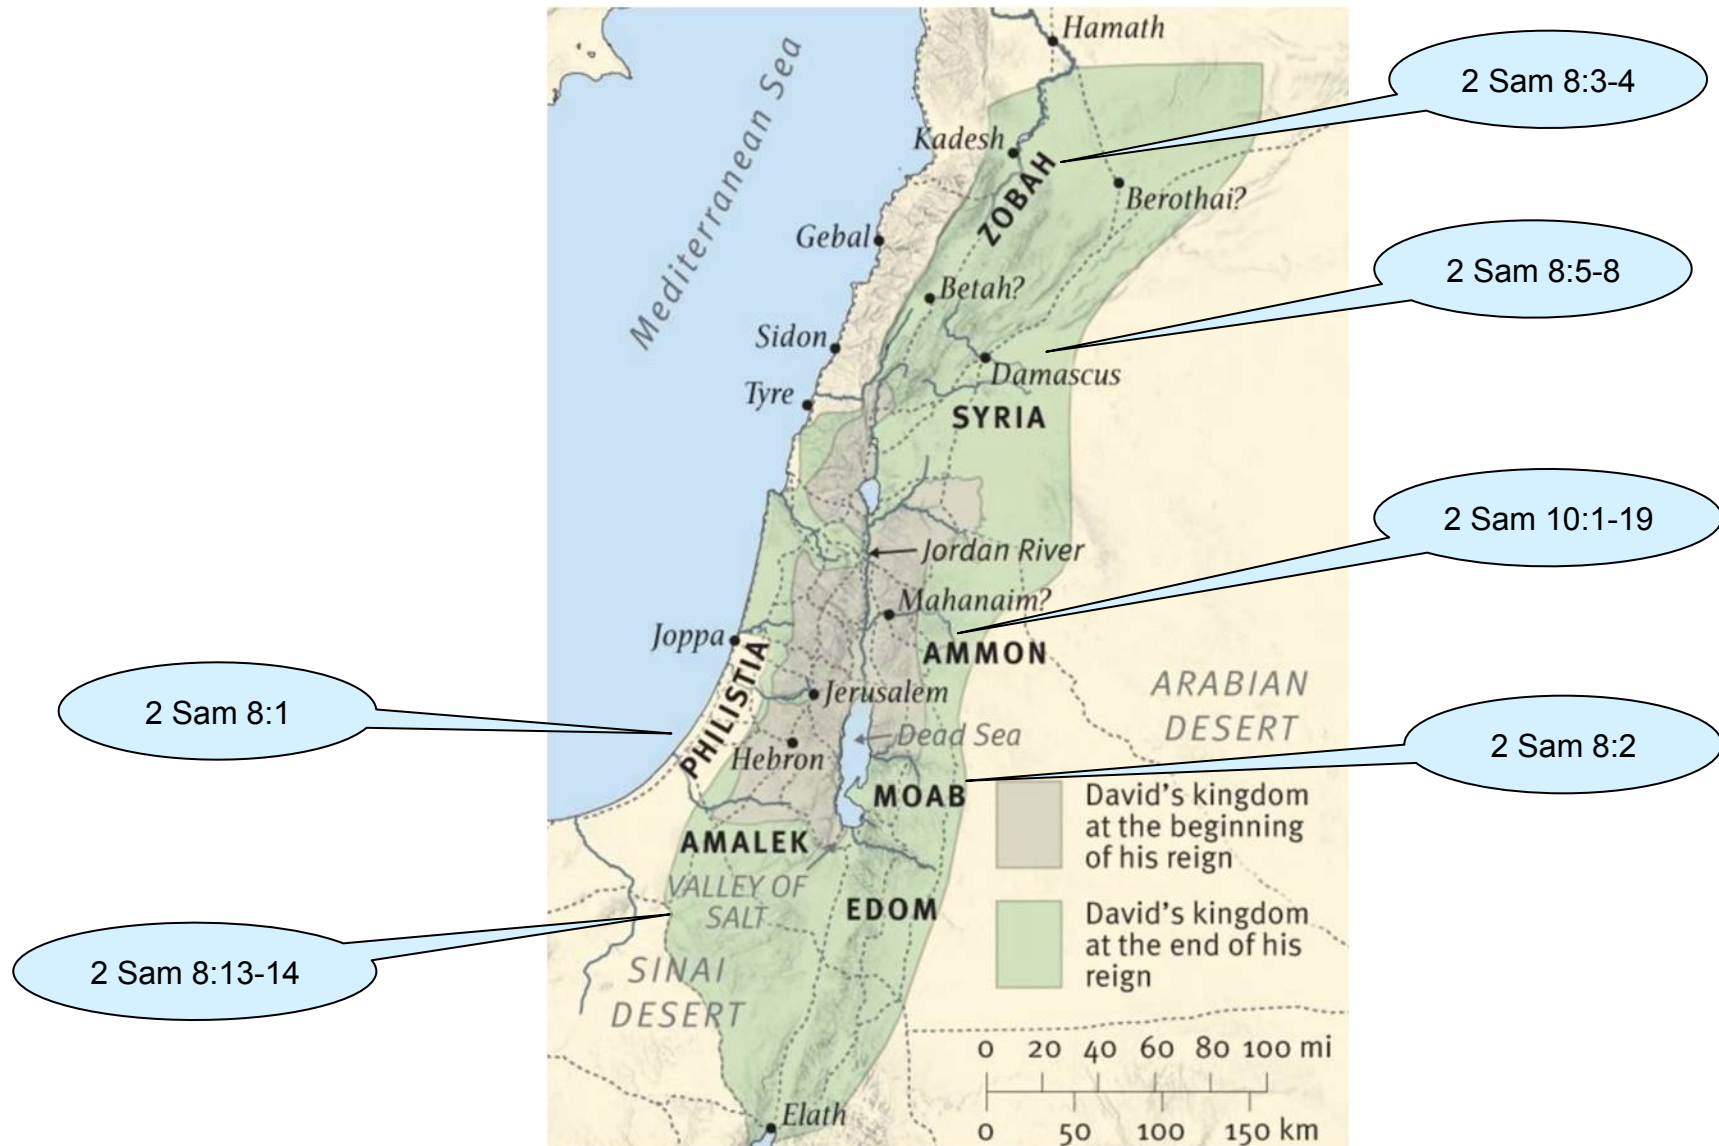 Hamath
2 Sam 8:3-4
Mediterranean Sea
Kadesh
ZOBAH
Berothai?
Gebal
2 Sam 8:5-8
Betah?
Sidon
Damascus
Tyre
SYRIA
2 Sam 10:1-19
Jordan River
Mahanaim?
Joppa
AMMON
PHILISTIA
Jerusalem
ARABIAN
DESERT
2 Sam 8:1
Dead Sea
Hebron
2 Sam 8:2
MOAB
David's kingdom
at the beginning
of his reign
AMALEK
VALLEY OF
SALT
EDOM
David's kingdom
at the end of his
reign
2 Sam 8:13-14
SINAI
DESERT
0 20 40 60 80 100 mi
Elath
0 50 100 150 km